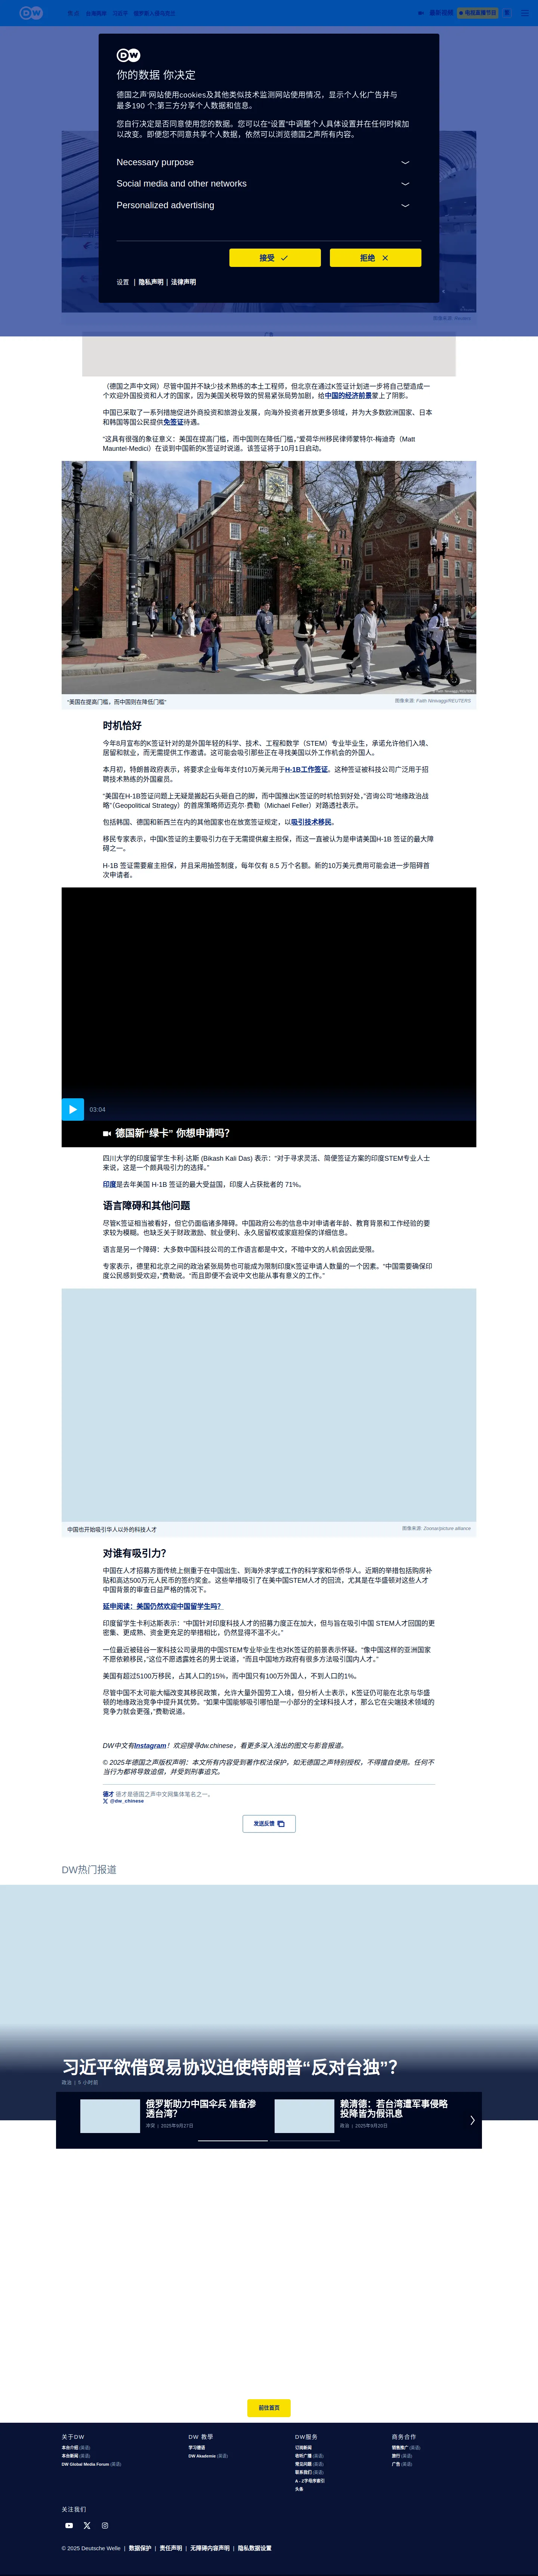 DW
最新视频
电视直播节目
DW
你的数据 你决定
德国之声'网站使用cookies及其他类似技术监测网站使用情况，显示个人化广告并与
最多190 个;第三方分享个人数据和信息。
您自行决定是否同意使用您的数据。您可以在“设置”中调整个人具体设置并在任何时候加
以改变。即使您不同意共享个人数据，依然可以浏览德国之声所有内容。
Necessary purpose
Social media and other networks
Personalized advertising
接受
拒绝
设置 | 隐私声明 | 法律声明
广告
（德国之声中文网）尽管中国并不缺少技术熟练的本土工程师，但北京在通过K签证计划进一步将自己塑造成一
个欢迎外国投资和人才的国家，因为美国关税导致的贸易紧张局势加剧，给中国的经济前景蒙上了阴影。
中国已采取了一系列措施促进外商投资和旅游业发展，向海外投资者开放更多领域，并为大多数欧洲国家、日本
和韩国等国公民提供免签证待遇。
“这具有很强的象征意义：美国在提高门槛，而中国则在降低门槛，”爱荷华州移民律师蒙特尔-梅迪奇（Matt
Mauntel-Medici）在谈到中国新的K签证时说道。该签证将于10月1日启动。
“美国在提高门槛，而中国则在降低门槛”
图像来源: Faith Ninivaggi/REUTERS
时机恰好
今年8月宣布的K签证针对的是外国年轻的科学、技术、工程和数学（STEM）专业毕业生，承诺允许他们入境、
居留和就业，而无需提供工作邀请。这可能会吸引那些正在寻找美国以外工作机会的外国人。
本月初，特朗普政府表示，将要求企业每年支付10万美元用于H-1B工作签证。这种签证被科技公司广泛用于招
聘技术熟练的外国雇员。
“美国在H-1B签证问题上无疑是搬起石头砸自己的脚，而中国推出K签证的时机恰到好处，”咨询公司“地缘政治战
略”（Geopolitical Strategy）的首席策略师迈克尔·费勒（Michael Feller）对路透社表示。
包括韩国、德国和新西兰在内的其他国家也在放宽签证规定，以吸引技术移民。
移民专家表示，中国K签证的主要吸引力在于无需提供雇主担保，而这一直被认为是申请美国H-1B 签证的最大障
碍之一。
H-1B 签证需要雇主担保，并且采用抽签制度，每年仅有 8.5 万个名额。新的10万美元费用可能会进一步阻碍首
次申请者。
03:04
德国新“绿卡” 你想申请吗？
四川大学的印度留学生卡利·达斯 (Bikash Kali Das) 表示：“对于寻求灵活、简便签证方案的印度STEM专业人士
来说，这是一个颇具吸引力的选择。”
印度是去年美国 H-1B 签证的最大受益国，印度人占获批者的 71%。
语言障碍和其他问题
尽管K签证相当被看好，但它仍面临诸多障碍。中国政府公布的信息中对申请者年龄、教育背景和工作经验的要
求较为模糊。也缺乏关于财政激励、就业便利、永久居留权或家庭担保的详细信息。
语言是另一个障碍：大多数中国科技公司的工作语言都是中文，不暗中文的人机会因此受限。
专家表示，德里和北京之间的政治紧张局势也可能成为限制印度K签证申请人数量的一个因素。“中国需要确保印
度公民感到受欢迎，”费勒说。“而且即便不会说中文也能从事有意义的工作。”
中国也开始吸引华人以外的科技人才
图像来源: Zoonar/picture alliance
对谁有吸引力？
中国在人才招募方面传统上侧重于在中国出生、到海外求学或工作的科学家和华侨华人。近期的举措包括购房补
贴和高达500万元人民币的签约奖金。这些举措吸引了在美中国STEM人才的回流，尤其是在华盛顿对这些人才
中国背景的审查日益严格的情况下。
延申阅读：美国仍然欢迎中国留学生吗？
印度留学生卡利达斯表示：“中国针对印度科技人才的招募力度正在加大，但与旨在吸引中国 STEM人才回国的更
密集、更成熟、资金更充足的举措相比，仍然显得不温不火。”
一位最近被硅谷一家科技公司录用的中国STEM专业毕业生也对K签证的前景表示怀疑。“像中国这样的亚洲国家
不愿依赖移民，”这位不愿透露姓名的男士说道，“而且中国地方政府有很多方法吸引国内人才。”
美国有超过5100万移民，占其人口的15%，而中国只有100万外国人，不到人口的1%。
尽管中国不太可能大幅改变其移民政策，允许大量外国劳工入境，但分析人士表示，K签证仍可能在北京与华盛
顿的地缘政治竞争中提升其优势。“如果中国能够吸引哪怕是一小部分的全球科技人才，那么它在尖端技术领域的
竞争力就会更强，”费勒说道。
DW中文有Instagram！欢迎搜寻dw.chinese，看更多深入浅出的图文与影音报道。
© 2025年德国之声版权声明：本文所有内容受到著作权法保护，如无德国之声特别授权，不得擅自使用。任何不
当行为都将导致追偿，并受到刑事追究。
德才 德才是德国之声中文网集体笔名之一。
@dw_chinese
发送反馈
DW热门报道
习近平欲借贸易协议迫使特朗普“反对台独”？
政治 | 5 小时前
俄罗斯助力中国伞兵 准备渗
透台湾？
冲突 | 2025年9月27日
赖清德：若台湾遭军事侵略
投降皆为假讯息
政治 | 2025年9月20日
前往首页
关于DW
本台介绍 (英语)
本台新闻 (英语)
DW Global Media Forum (英语)
DW 教學
学习德语
DW Akademie (英语)
DW服务
订阅新闻
收听广播 (英语)
常见问题 (英语)
联系我们 (英语)
A - Z字母序索引
头条
商务合作
销售推广 (英语)
旅行 (英语)
广告 (英语)
关注我们
© 2025 Deutsche Welle | 数据保护 | 责任声明 | 无障碍内容声明 | 隐私数据设置